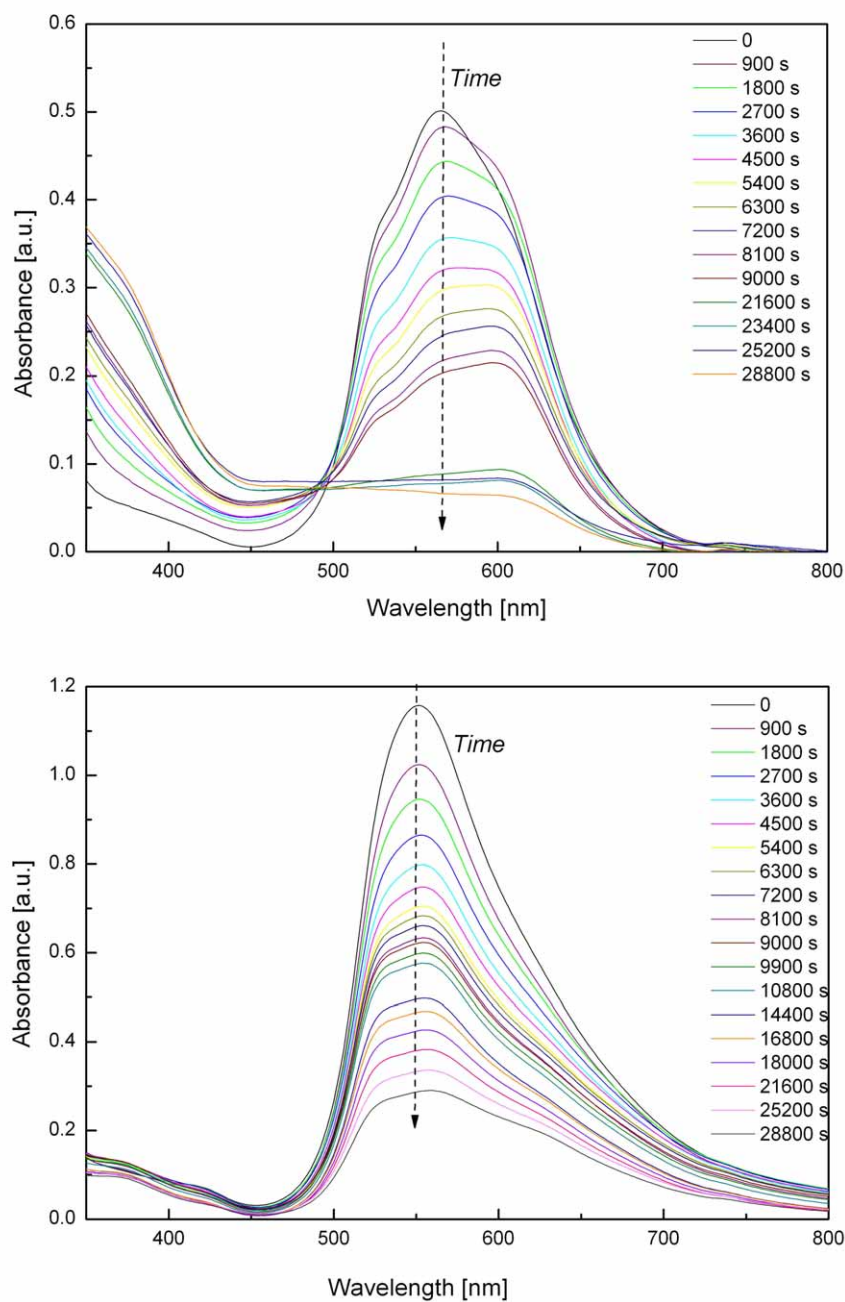 0.6
0.5
0.4
0.3
0.2
0.1
0.0
Absorbance [a.u.]
Time
0
900 s
1800 s
2700 s
3600 s
4500 s
5400 s
6300 s
7200 s
8100 s
9000 s
21600 s
23400 s
25200 s
28800 s
400 500 600 700 800
Wavelength [nm]
1.2
1.0
0.8
0.6
0.4
0.2
0.0
Absorbance [a.u.]
Time
0
900 s
1800 s
2700 s
3600 s
4500 s
5400 s
6300 s
7200 s
8100 s
9000 s
9900 s
10800 s
14400 s
16800 s
18000 s
21600 s
25200 s
28800 s
400 500 600 700 800
Wavelength [nm]